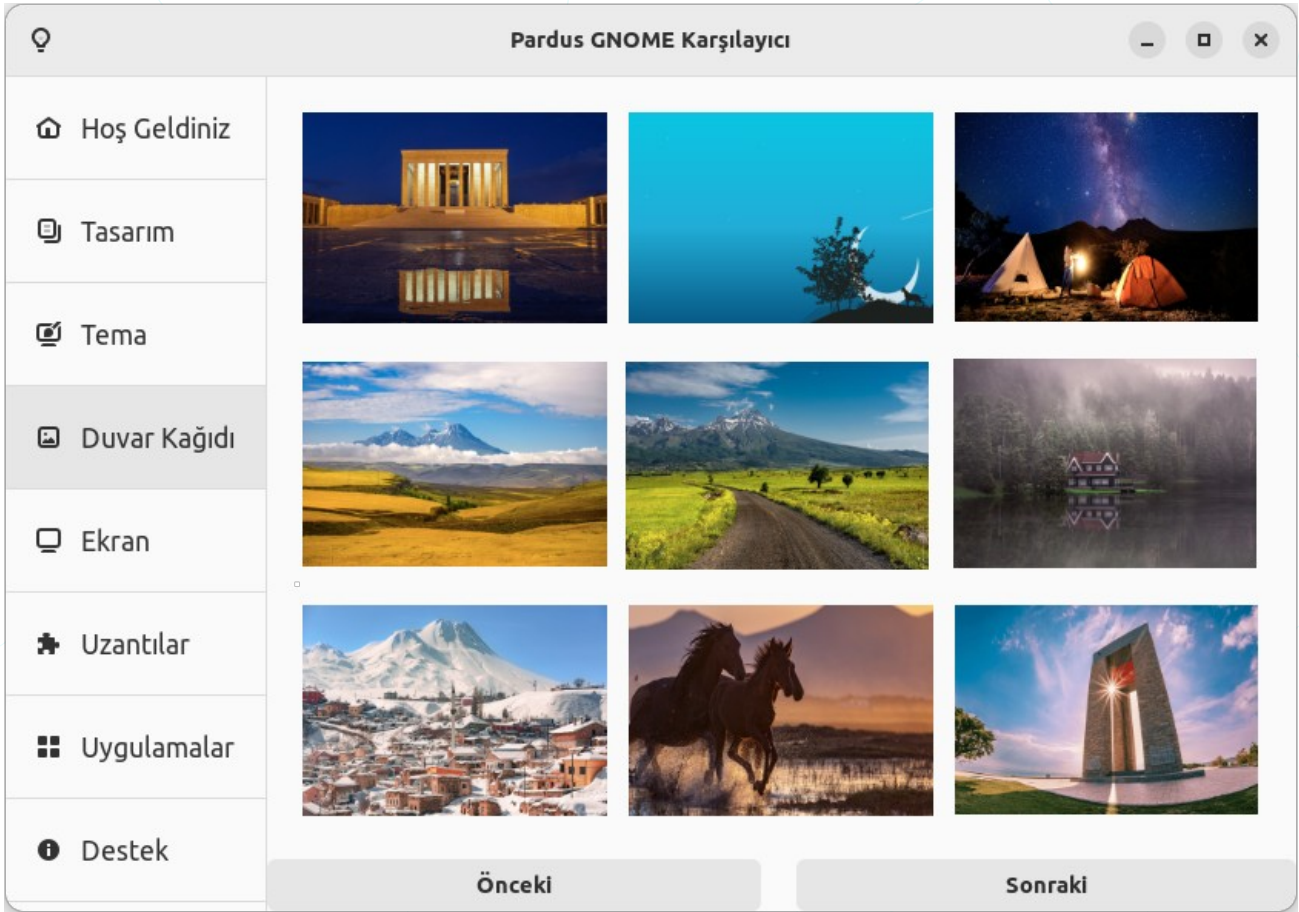 Pardus GNOME Karşılayıcı
Hoş Geldiniz
Tasarım
Tema
Duvar Kağıdı
Ekran
Uzantılar
Uygulamalar
Destek
Önceki
Sonraki